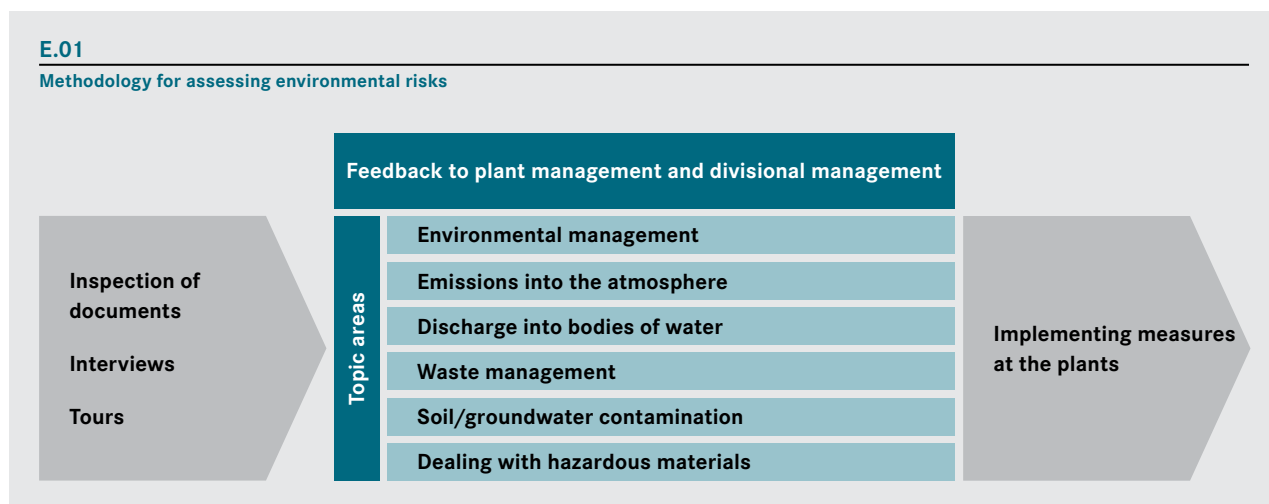 E.01
Methodology for assessing environmental risks
Feedback to plant management and divisional management
Inspection of
documents
Interviews
Tours
Topic areas
Environmental management
Emissions into the atmosphere
Discharge into bodies of water
Waste management
Soil/groundwater contamination
Dealing with hazardous materials
Implementing measures
at the plants